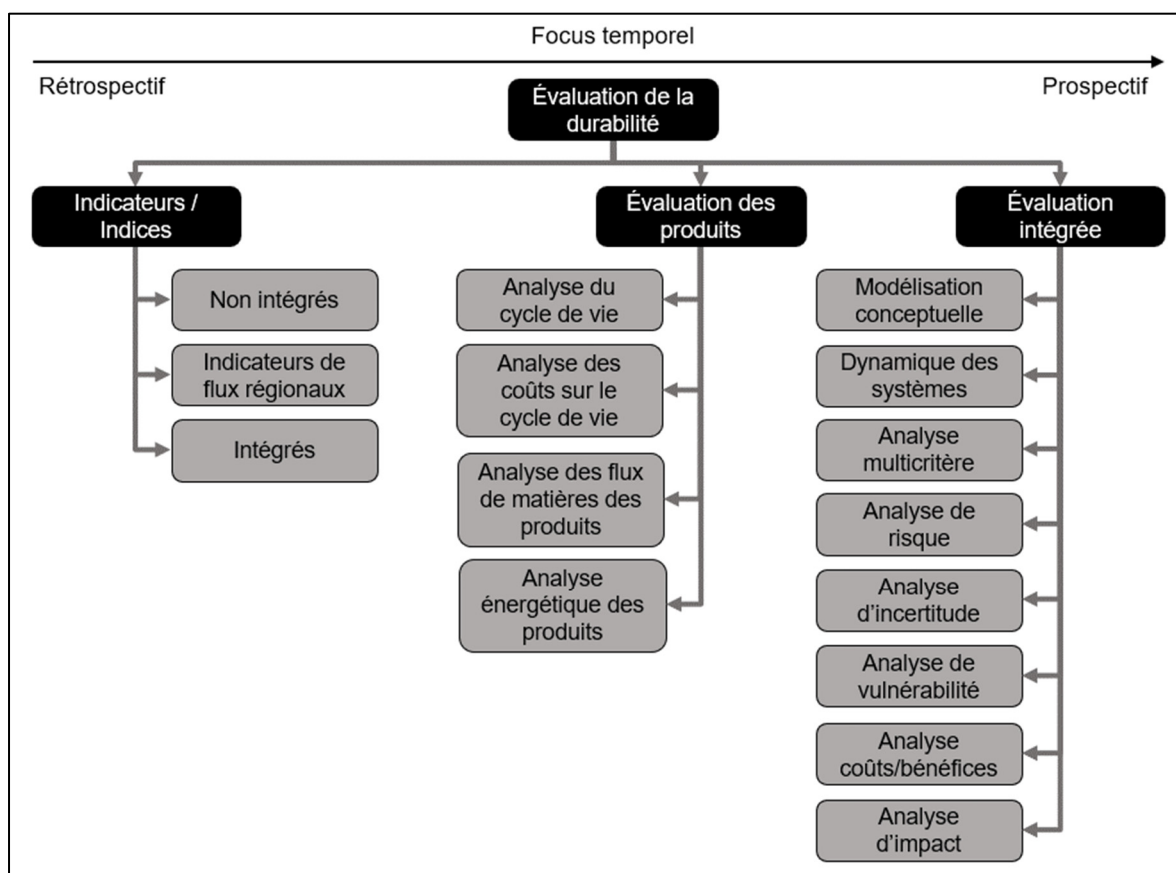 Focus temporel
Rétrospectif
Prospectif
Évaluation de la
durabilité
Indicateurs /
Indices
Non intégrés
Indicateurs de
flux régionaux
Intégrés
Évaluation des
produits
Analyse du
cycle de vie
Analyse des
coûts sur le
cycle de vie
Analyse des flux
de matières des
produits
Analyse
énergétique des
produits
Évaluation
intégrée
Modélisation
conceptuelle
Dynamique des
systèmes
Analyse
multicritère
Analyse de
risque
Analyse
d'incertitude
Analyse de
vulnérabilité
Analyse
coûts/bénéfices
Analyse
d'impact